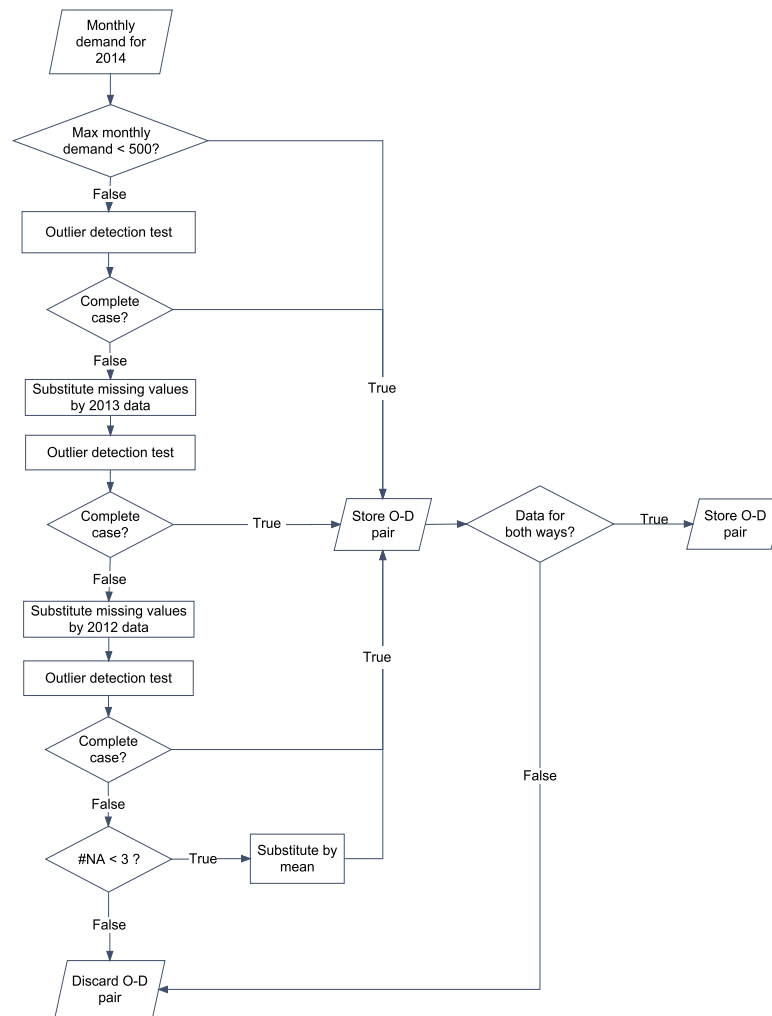 Monthly
demand for
2014
Max monthly
demand < 500?
False
Outlier detection test
Complete
case?
False
Substitute missing values
by 2013 data
True
Outlier detection test
Complete
case?
True
Store O-D
pair
Data for
both ways?
True
Store O-D
pair
False
Substitute missing values
by 2012 data
Outlier detection test
True
Complete
case?
False
False
#NA < 3 ?
True
Substitute by
mean
False
Discard O-D
pair